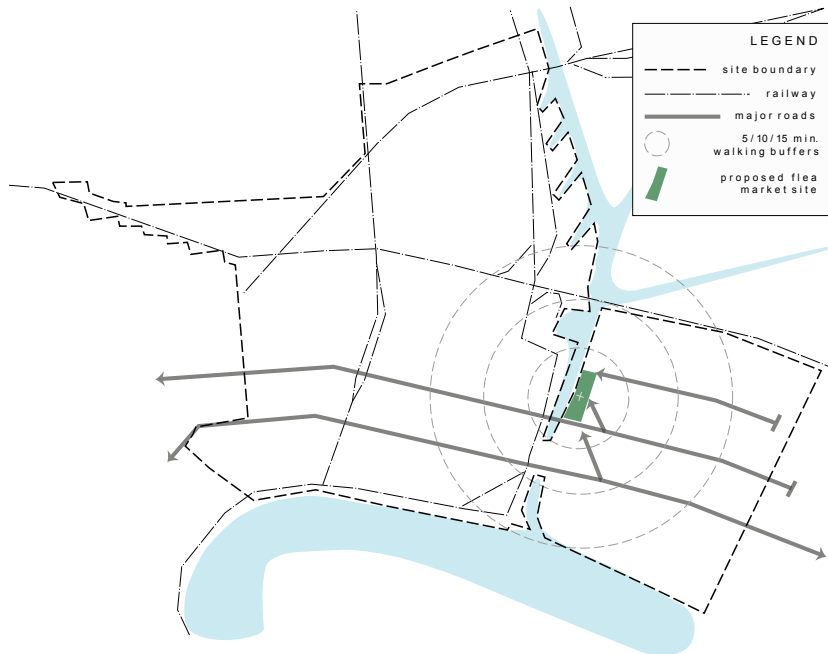 LEGEND
site boundary
railway
major roads
5/10/15 min.
walking buffers
proposed flea
market site